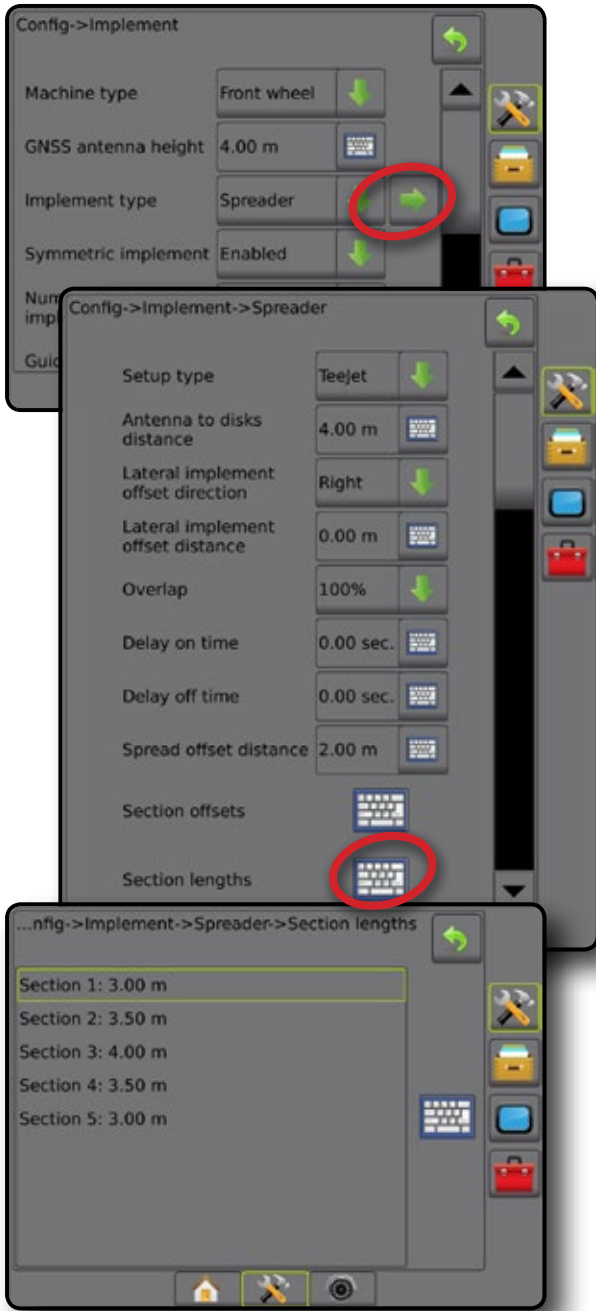 Config->Implement
Machine type Front wheel
GNSS antenna height 4.00 m
Implement type Spreader
Symmetric implement Enabled
Num
impl
Guid
Config->Implement->Spreader
Setup type TeeJet
Antenna to disks
distance 4.00 m
Lateral implement
offset direction Right
Lateral implement
offset distance 0.00 m
Overlap 100%
Delay on time 0.00 sec.
Delay off time 0.00 sec.
Spread offset distance 2.00 m
Section offsets
Section lengths
...nfig->Implement->Spreader->Section lengths
Section 1: 3.00 m
Section 2: 3.50 m
Section 3: 4.00 m
Section 4: 3.50 m
Section 5: 3.00 m